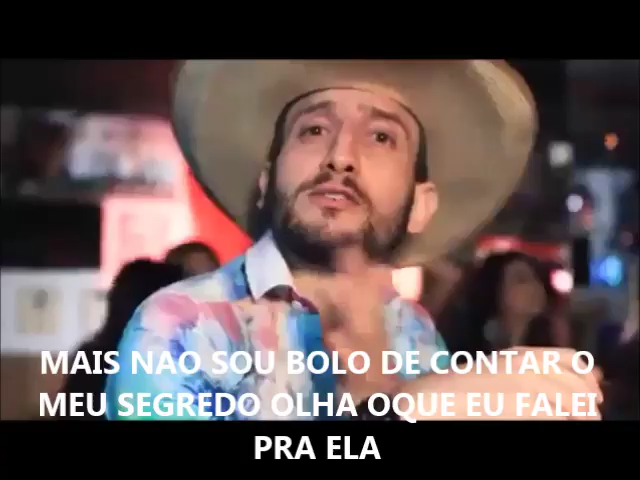 MAIS NAO SOU BOLO DE CONTAR O
MEU SEGREDO OLHA OQUE EU FALEI
PRA ELA